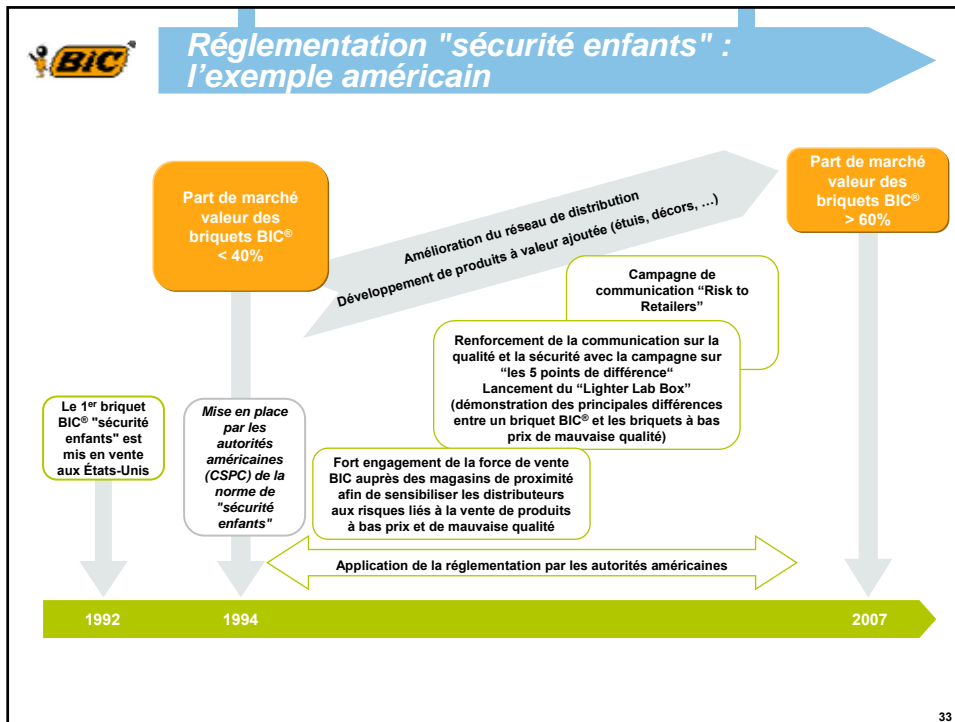 BIC
Réglementation "sécurité enfants" :
l’exemple américain
Part de marché
valeur des
briquets BIC®
< 40%
Amélioration du réseau de distribution
Développement de produits à valeur ajoutée (étuis, décors, …)
Part de marché
valeur des
briquets BIC®
> 60%
Campagne de
communication “Risk to
Retailers”
Renforcement de la communication sur la
qualité et la sécurité avec la campagne sur
“les 5 points de différence“
Lancement du “Lighter Lab Box”
(démonstration des principales différences
entre un briquet BIC® et les briquets à bas
prix de mauvaise qualité)
Le 1er briquet
BIC® "sécurité
enfants" est
mis en vente
aux États-Unis
Mise en place
par les
autorités
américaines
(CSPC) de la
norme de
"sécurité
enfants"
Fort engagement de la force de vente
BIC auprès des magasins de proximité
afin de sensibiliser les distributeurs
aux risques liés à la vente de produits
à bas prix et de mauvaise qualité
Application de la réglementation par les autorités américaines
1992
1994
2007
33